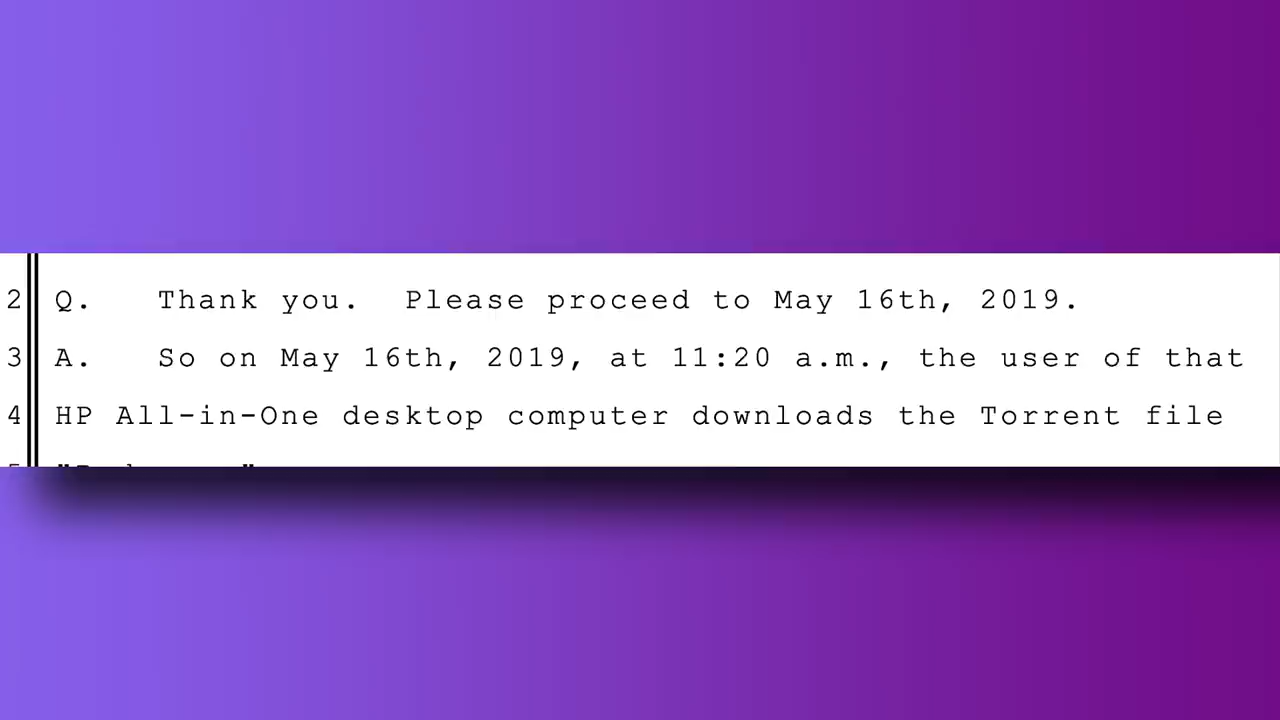 2 Q. Thank you. Please proceed to May 16th, 2019.
3 A. So on May 16th, 2019, at 11:20 a.m., the user of that
4 HP All-in-One desktop computer downloads the Torrent file